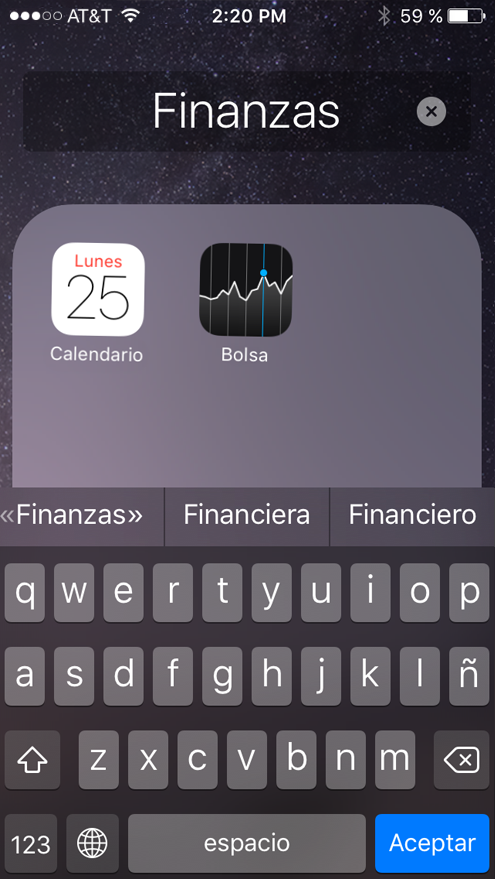 AT&T 2:20 PM 59 %
Finanzas
Lunes
25
Calendario
Bolsa
«Finanzas» Financiera Financiero
q w e r t y u i o p
a s d f g h j k l ñ
z x c v b n m
123 espacio Aceptar